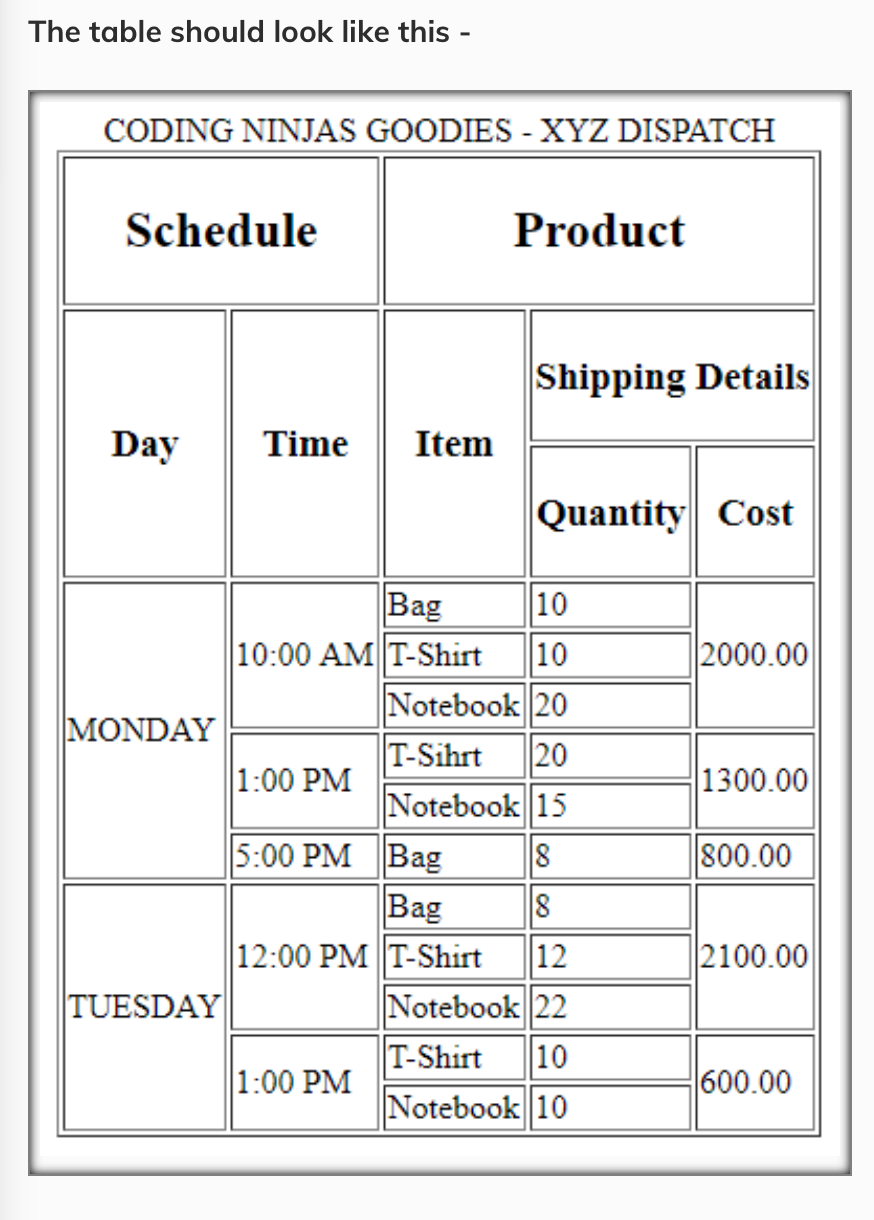 The table should look like this -
CODING NINJAS GOODIES - XYZ DISPATCH
Schedule Product
Shipping Details
Day Time Item
Quantity Cost
Bag 10
10:00 AM T-Shirt 10 2000.00
Notebook 20
MONDAY
T-Sihrt 20
1:00 PM 1300.00
Notebook 15
5:00 PM Bag 8 800.00
Bag 8
12:00 PM T-Shirt 12 2100.00
TUESDAY Notebook 22
T-Shirt 10
1:00 PM 600.00
Notebook 10